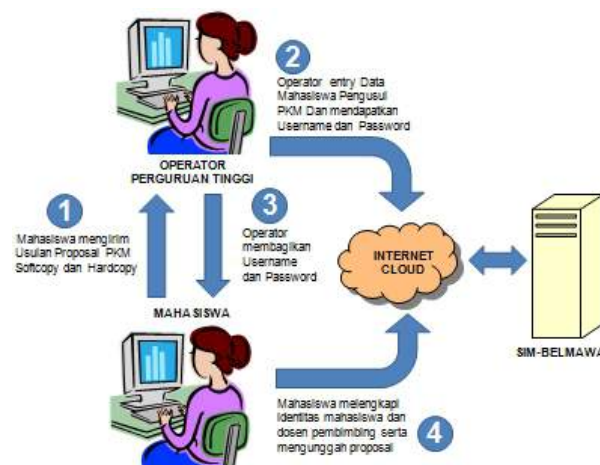 2
Operator entry Data
Mahasiswa Pengusul
PKM Dan mendapatkan
Username dan Password
OPERATOR
PERGURUAN TINGGI
1
Mahasiswa mengirim
Usulan Proposal PKM
Softcopy dan Hardcopy
3
Operator
membagikan
Username
dan Password
MAHASISWA
INTERNET
CLOUD
SIM-BELMAWA
Mahasiswa melengkapi
Identitas mahasiswa dan
dosen pembimbing serta
mengunggah proposal
4